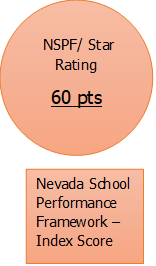 NSPF/ Star
Rating
60 pts
Nevada School
Performance
Framework –
Index Score